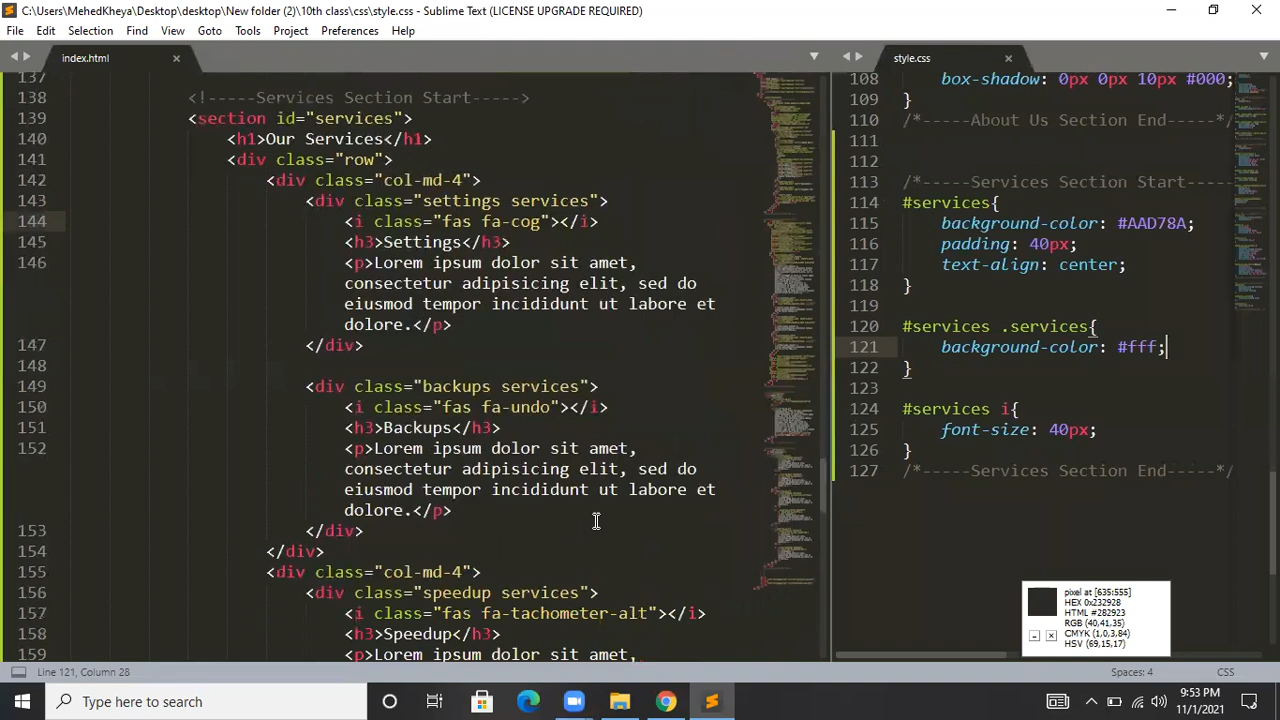 C:\Users\MehedKheya\Desktop\desktop\New folder (2)\10th class\css\style.css - Sublime Text (LICENSE UPGRADE REQUIRED)
File Edit Selection Find View Goto Tools Project Preferences Help
index.html
137
138 <!-----Services Section Start----->
139 <section id="services">
140 <h1>Our Services</h1>
141 <div class="row">
142 <div class="col-md-4">
143 <div class="settings services">
144 <i class="fas fa-cog"></i>
145 <h3>Settings</h3>
146 <p>Lorem ipsum dolor sit amet,
consectetur adipisicing elit, sed do
eiusmod tempor incididunt ut labore et
dolore.</p>
147 </div>
148
149 <div class="backups services">
150 <i class="fas fa-undo"></i>
151 <h3>Backups</h3>
152 <p>Lorem ipsum dolor sit amet,
consectetur adipisicing elit, sed do
eiusmod tempor incididunt ut labore et
dolore.</p>
153 </div>
154 </div>
155 <div class="col-md-4">
156 <div class="speedup services">
157 <i class="fas fa-tachometer-alt"></i>
158 <h3>Speedup</h3>
159 <p>Lorem ipsum dolor sit amet,
style.css
108 box-shadow: 0px 0px 10px #000;
109 }
110 /*-----About Us Section End-----*/
111
112
113 /*-----Services Section Start-----
114 #services{
115 background-color: #AAD78A;
116 padding: 40px;
117 text-align: center;
118 }
119
120 #services .services{
121 background-color: #fff;
122 }
123
124 #services i{
125 font-size: 40px;
126 }
127 /*-----Services Section End-----*/
pixel at [635:555]
HEX 0x232928
HTML #282923
RGB (40,41,35)
CMYK (1,0,3,84)
HSV (69,15,17)
Line 121, Column 28
Spaces: 4
CSS
Type here to search
9:53 PM
11/1/2021